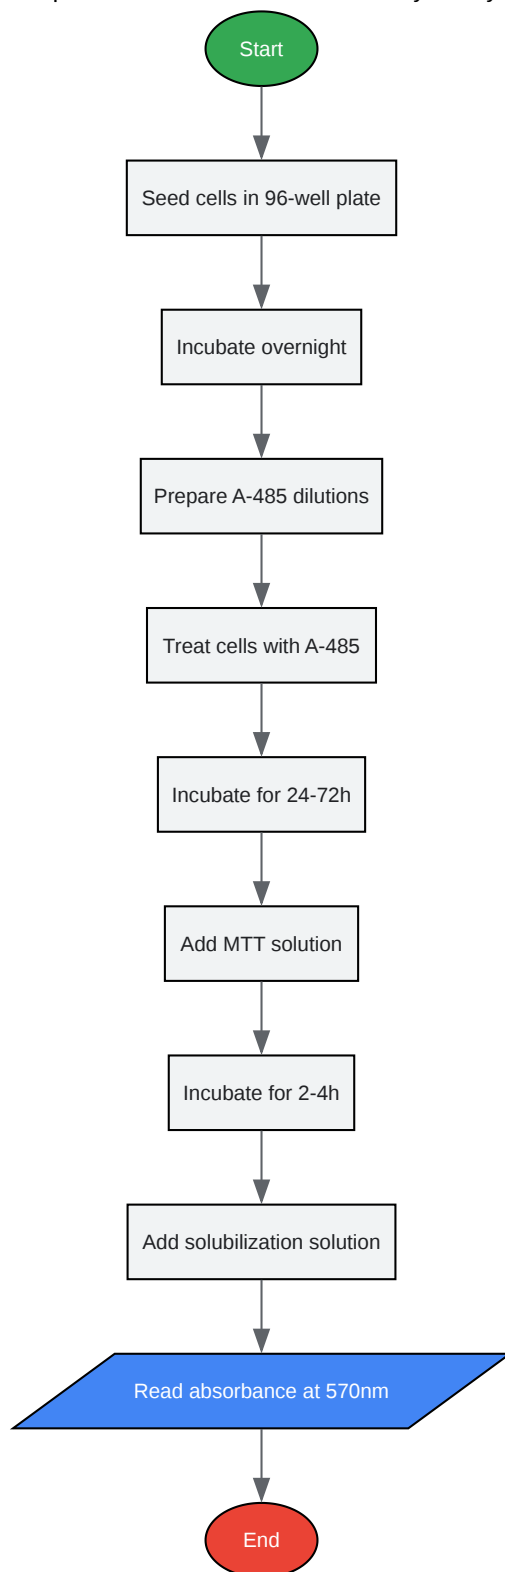 Start
Seed cells in 96-well plate
Incubate overnight
Prepare A-485 dilutions
Treat cells with A-485
Incubate for 24-72h
Add MTT solution
Incubate for 2-4h
Add solubilization solution
Read absorbance at 570nm
End